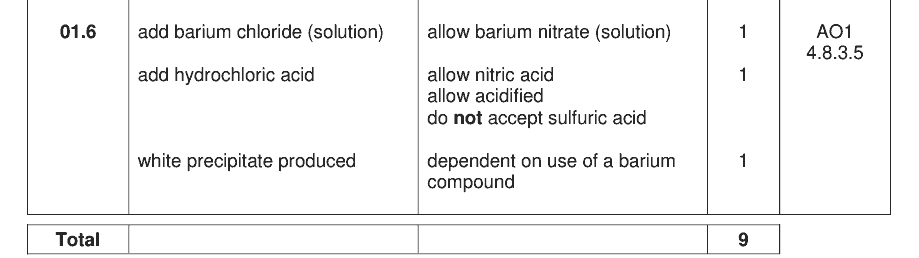 01.6 add barium chloride (solution) allow barium nitrate (solution) 1 AO1
4.8.3.5
add hydrochloric acid allow nitric acid 1
allow acidified
do not accept sulfuric acid
white precipitate produced dependent on use of a barium 1
compound
Total 9